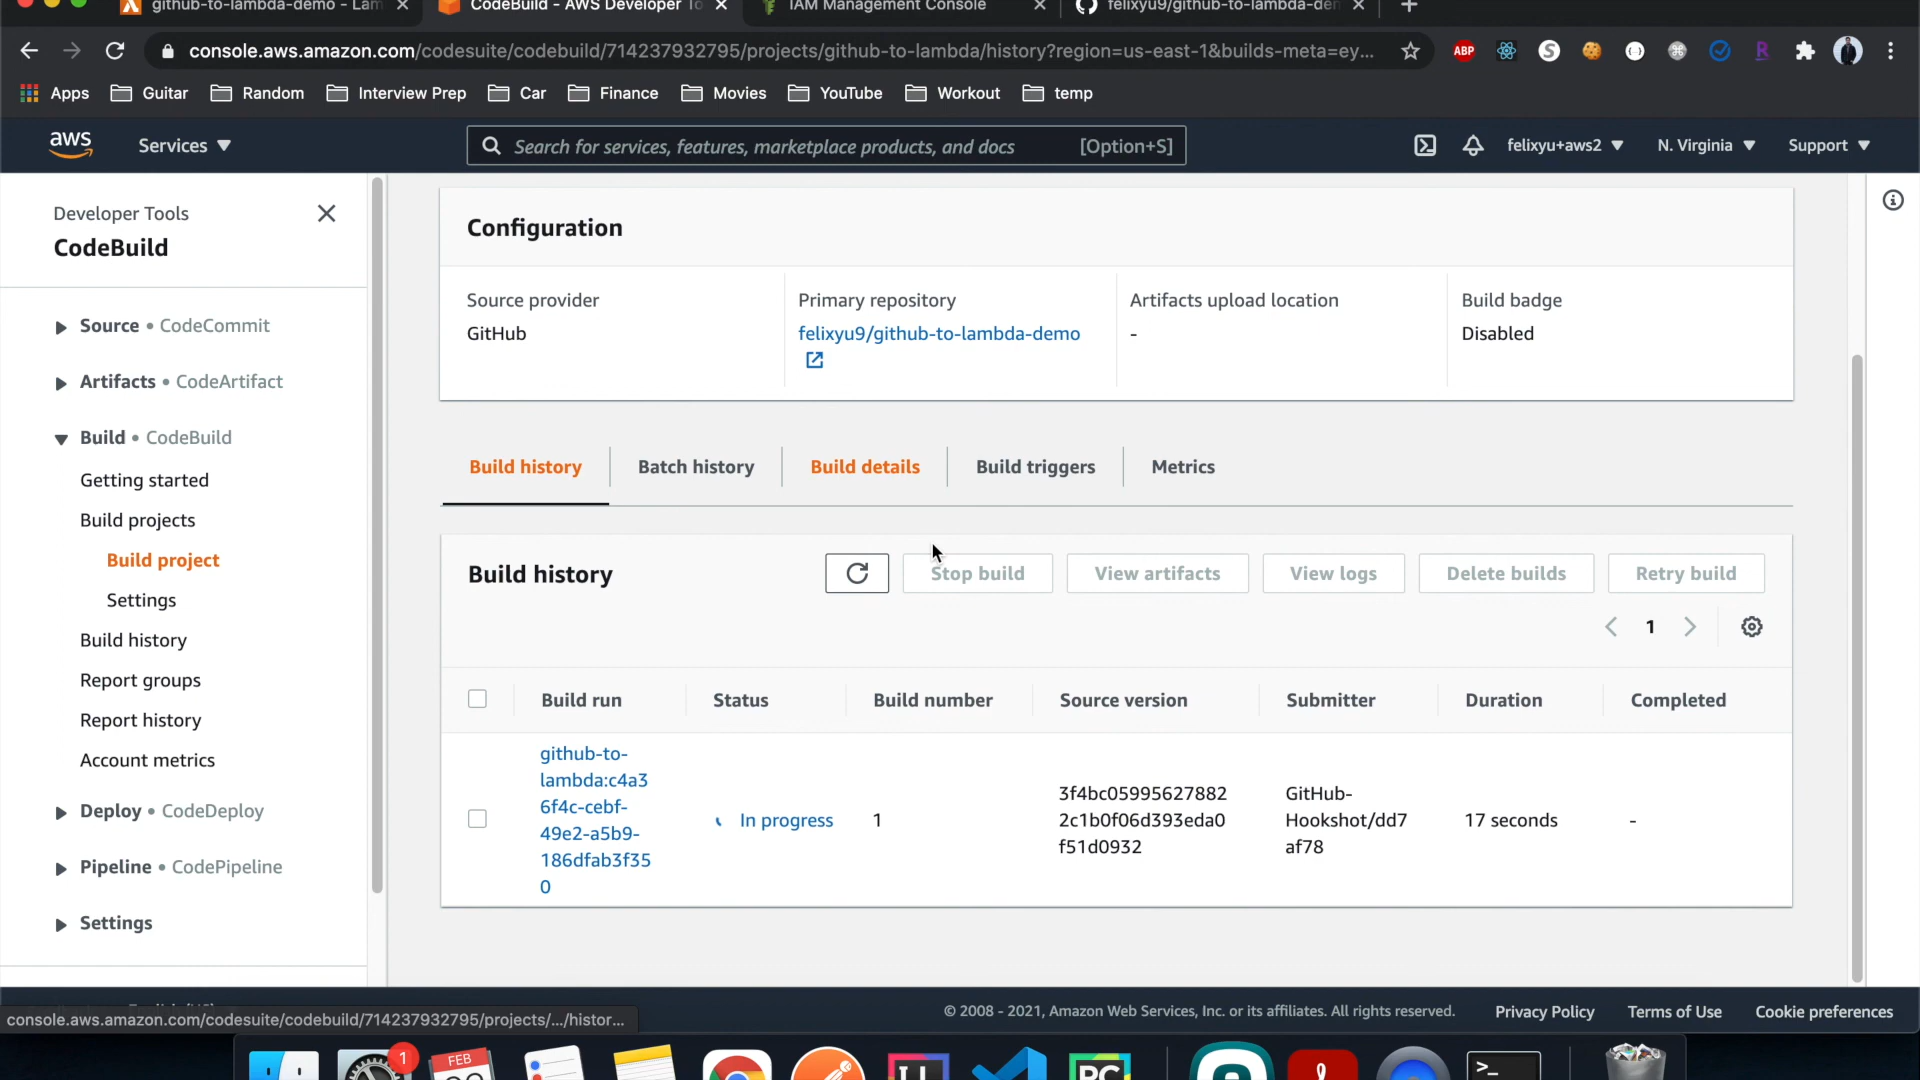 github-to-lambda-demo - Lam
CodeBuild - AWS Developer To
IAM Management Console
felixyu9/github-to-lambda-den
console.aws.amazon.com/codesuite/codebuild/714237932795/projects/github-to-lambda/history?region=us-east-1&builds-meta=ey...
ABP
Apps
Guitar
Random
Interview Prep
Car
Finance
Movies
YouTube
Workout
temp
aws
Services
Search for services, features, marketplace products, and docs
[Option+S]
felixyu+aws2
N. Virginia
Support
Developer Tools
CodeBuild
Source • CodeCommit
Artifacts • CodeArtifact
Build • CodeBuild
Getting started
Build projects
Build project
Settings
Build history
Report groups
Report history
Account metrics
Deploy • CodeDeploy
Pipeline • CodePipeline
Settings
Configuration
Source provider
GitHub
Primary repository
felixyu9/github-to-lambda-demo
Artifacts upload location
-
Build badge
Disabled
Build history
Batch history
Build details
Build triggers
Metrics
Build history
Stop build
View artifacts
View logs
Delete builds
Retry build
1
Build run
Status
Build number
Source version
Submitter
Duration
Completed
github-to-
lambda:c4a3
6f4c-cebf-
49e2-a5b9-
186dfab3f35
0
In progress
1
3f4bc05995627882
2c1b0f06d393eda0
f51d0932
GitHub-
Hookshot/dd7
af78
17 seconds
-
© 2008 - 2021, Amazon Web Services, Inc. or its affiliates. All rights reserved.
Privacy Policy
Terms of Use
Cookie preferences
console.aws.amazon.com/codesuite/codebuild/714237932795/projects/.../histor...
1
FEB
PC
>_